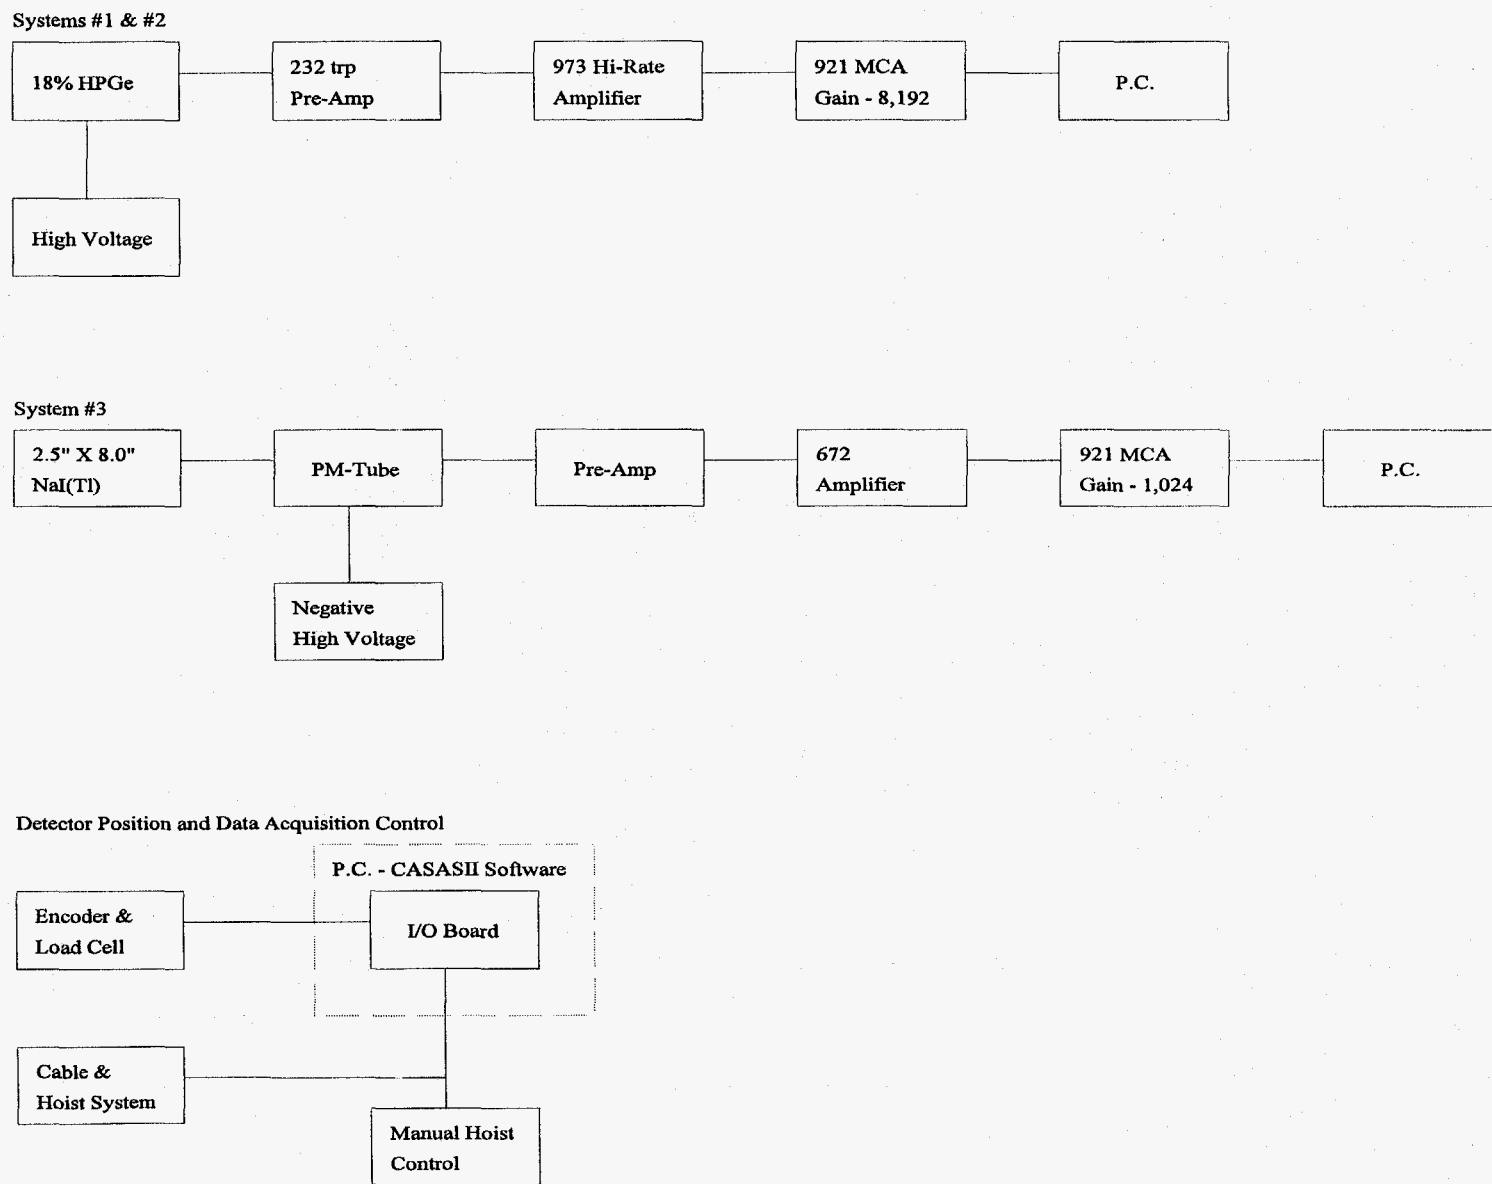 Systems #1 & #2
18% HPGe
232 trp
Pre-Amp
973 Hi-Rate
Amplifier
921 MCA
Gain - 8,192
P.C.
High Voltage
System #3
2.5" X 8.0"
NaI(Tl)
PM-Tube
Pre-Amp
672
Amplifier
921 MCA
Gain - 1,024
P.C.
Negative
High Voltage
Detector Position and Data Acquisition Control
P.C. - CASASII Software
Encoder &
Load Cell
I/O Board
Cable &
Hoist System
Manual Hoist
Control